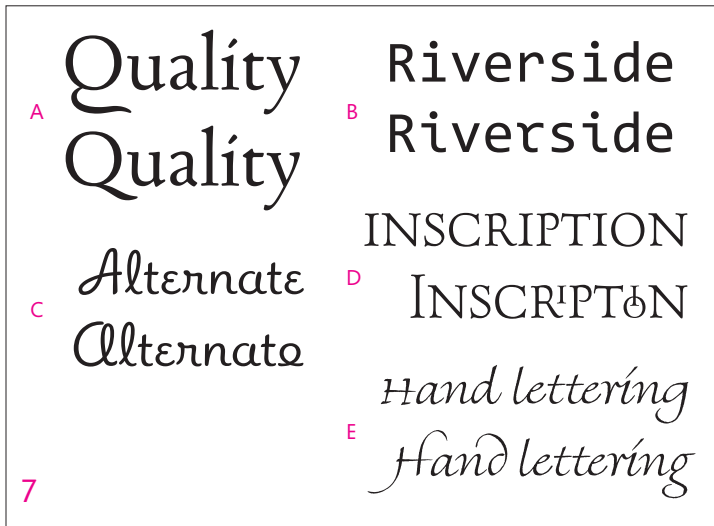 Quality
A
Quality
Riverside
B
Riverside
Alternate
C
Alternate
INSCRIPTION
D
INSCRIPTION
Hand lettering
E
Hand lettering
7